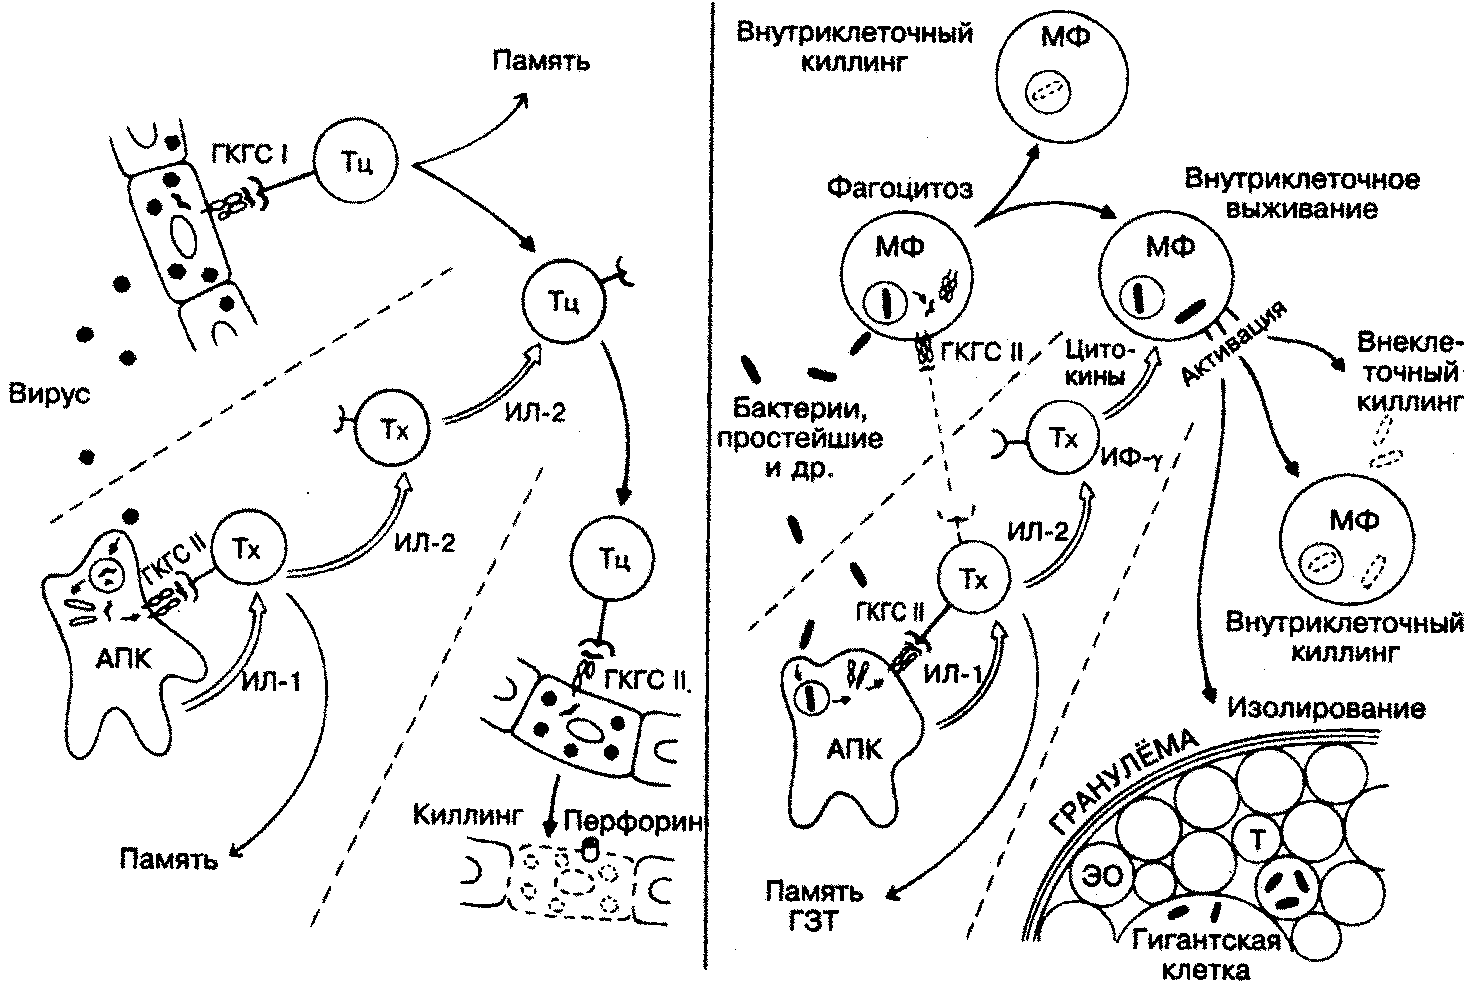 Память
ГКГС I
Тц
Тц
Вирус
Тх
ИЛ-2
ГКГС II
Тх
ИЛ-2
АПК
ИЛ-1
Память
Тц
ГКГС II.
Киллинг
Перфорин
Внутриклеточный
киллинг
МФ
Фагоцитоз
МФ
Внутриклеточное
выживание
МФ
ГКГС II
Цито-
кины
Активация
Внекле-
точный
киллинг
Бактерии,
простейшие
и др.
Тх
ИФ-γ
МФ
Внутриклеточный
киллинг
ИЛ-2
Тх
ГКГС II
ИЛ-1
АПК
Память
ГЗТ
Изолирование
ГРАНУЛЁМА
Т
ЭО
Гигантская
клетка